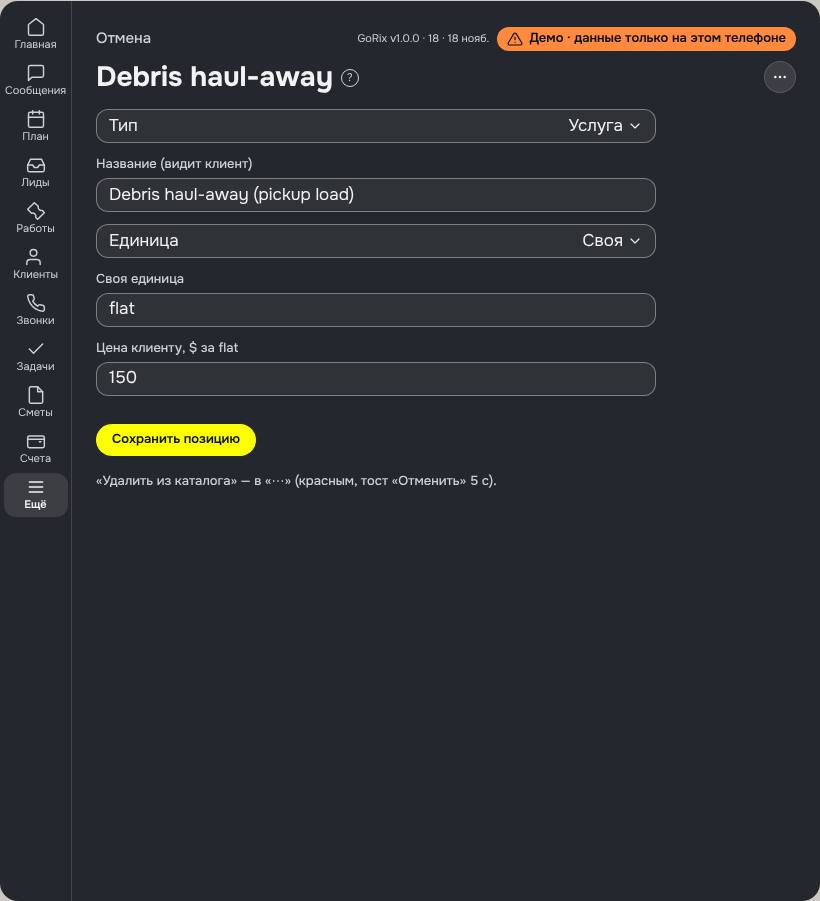 Главная
Сообщения
План
Лиды
Работы
Клиенты
Звонки
Задачи
Сметы
Счета
Ещё
Отмена
GoRix v1.0.0 · 18 · 18 нояб.
Демо · данные только на этом телефоне
Debris haul-away ?
Тип Услуга
Название (видит клиент)
Debris haul-away (pickup load)
Единица Своя
Своя единица
flat
Цена клиенту, $ за flat
150
Сохранить позицию
«Удалить из каталога» — в «···» (красным, тост «Отменить» 5 с).